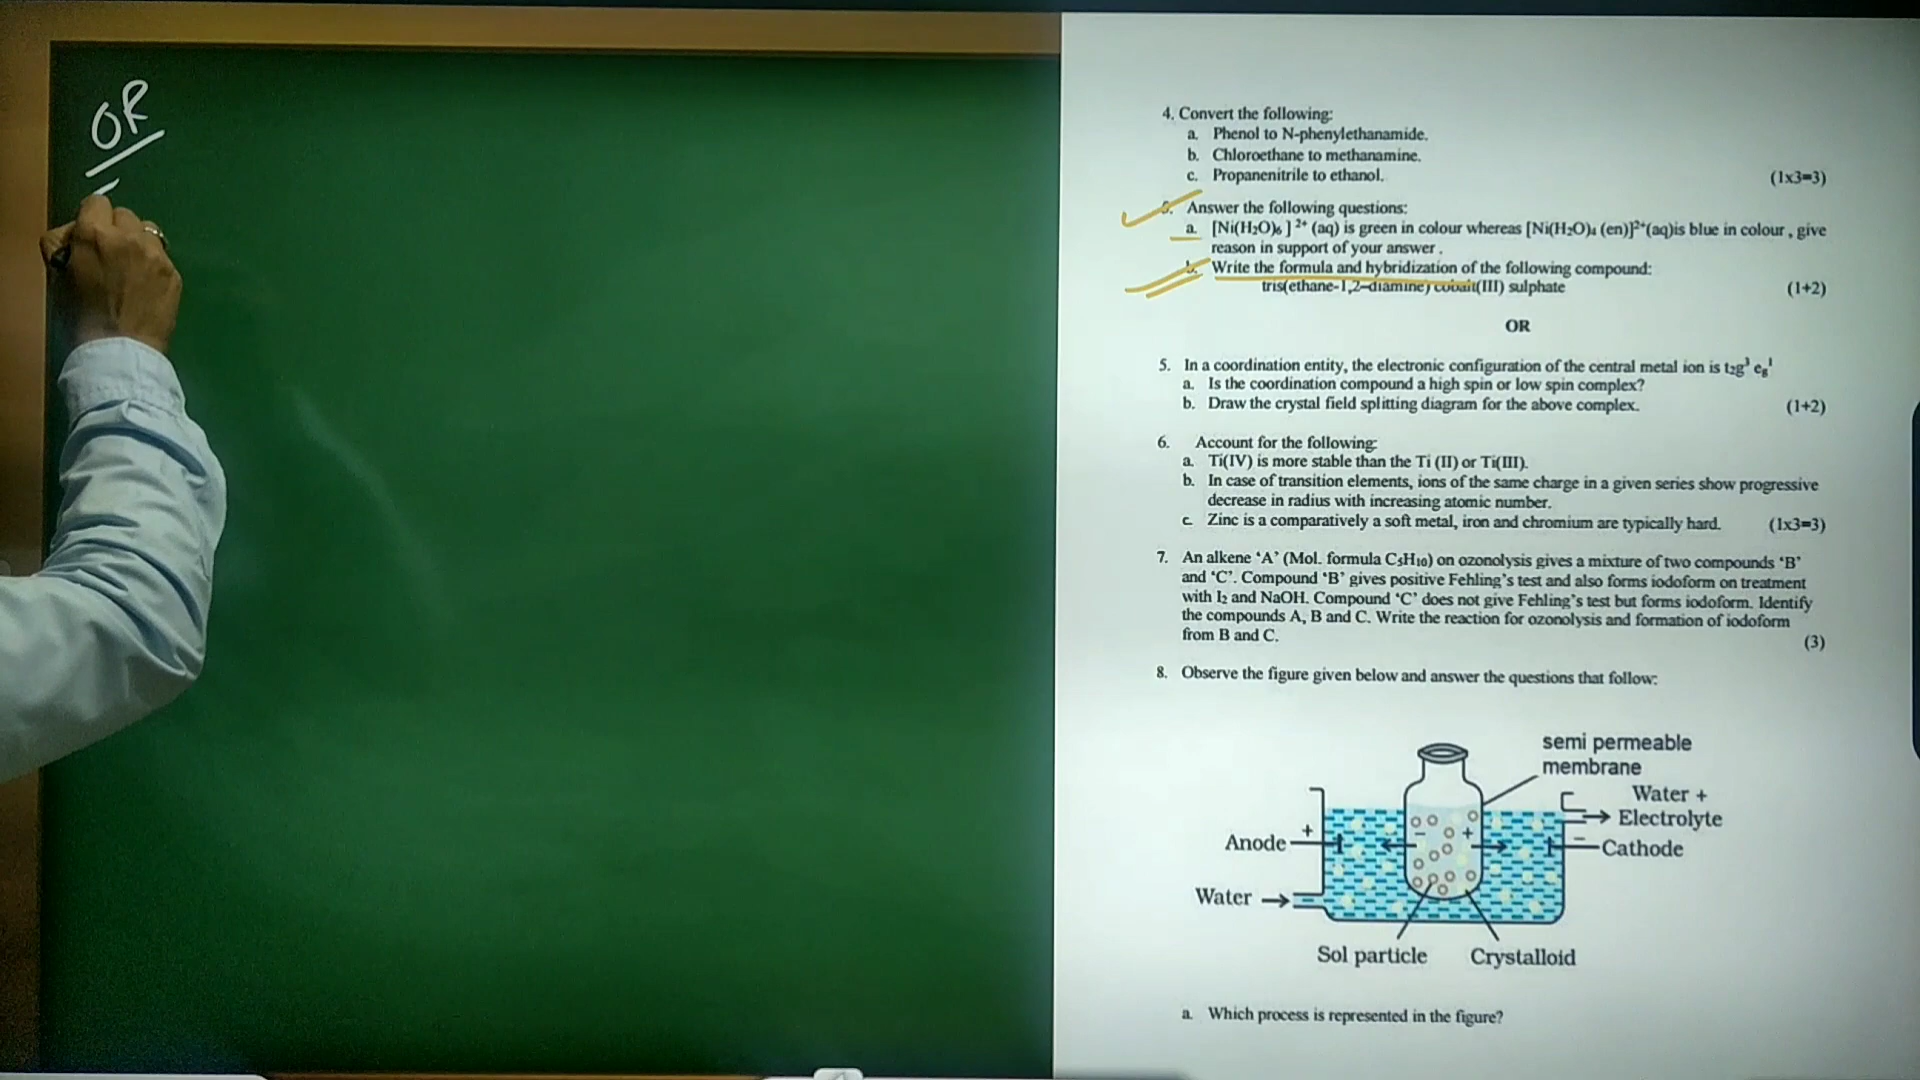 OR
4. Convert the following:
a. Phenol to N-phenylethanamide.
b. Chloroethane to methanamine.
c. Propanenitrile to ethanol. (1x3=3)
5. Answer the following questions:
a. [Ni(H₂O)₆ ] ²⁺ (aq) is green in colour whereas [Ni(H₂O)₄ (en)]²⁺(aq)is blue in colour , give
reason in support of your answer .
Write the formula and hybridization of the following compound:
tris(ethane-1,2–diamine) cobalt(III) sulphate (1+2)
OR
5. In a coordination entity, the electronic configuration of the central metal ion is t₂g³ eg¹
a. Is the coordination compound a high spin or low spin complex?
b. Draw the crystal field splitting diagram for the above complex. (1+2)
6. Account for the following:
a. Ti(IV) is more stable than the Ti (II) or Ti(III).
b. In case of transition elements, ions of the same charge in a given series show progressive
decrease in radius with increasing atomic number.
c. Zinc is a comparatively a soft metal, iron and chromium are typically hard. (1x3=3)
7. An alkene ‘A’ (Mol. formula C₅H₁₀) on ozonolysis gives a mixture of two compounds ‘B’
and ‘C’. Compound ‘B’ gives positive Fehling’s test and also forms iodoform on treatment
with I₂ and NaOH. Compound ‘C’ does not give Fehling’s test but forms iodoform. Identify
the compounds A, B and C. Write the reaction for ozonolysis and formation of iodoform
from B and C. (3)
8. Observe the figure given below and answer the questions that follow:
semi permeable
membrane
Water +
Electrolyte
Anode + − + − Cathode
Water
Sol particle Crystalloid
a. Which process is represented in the figure?